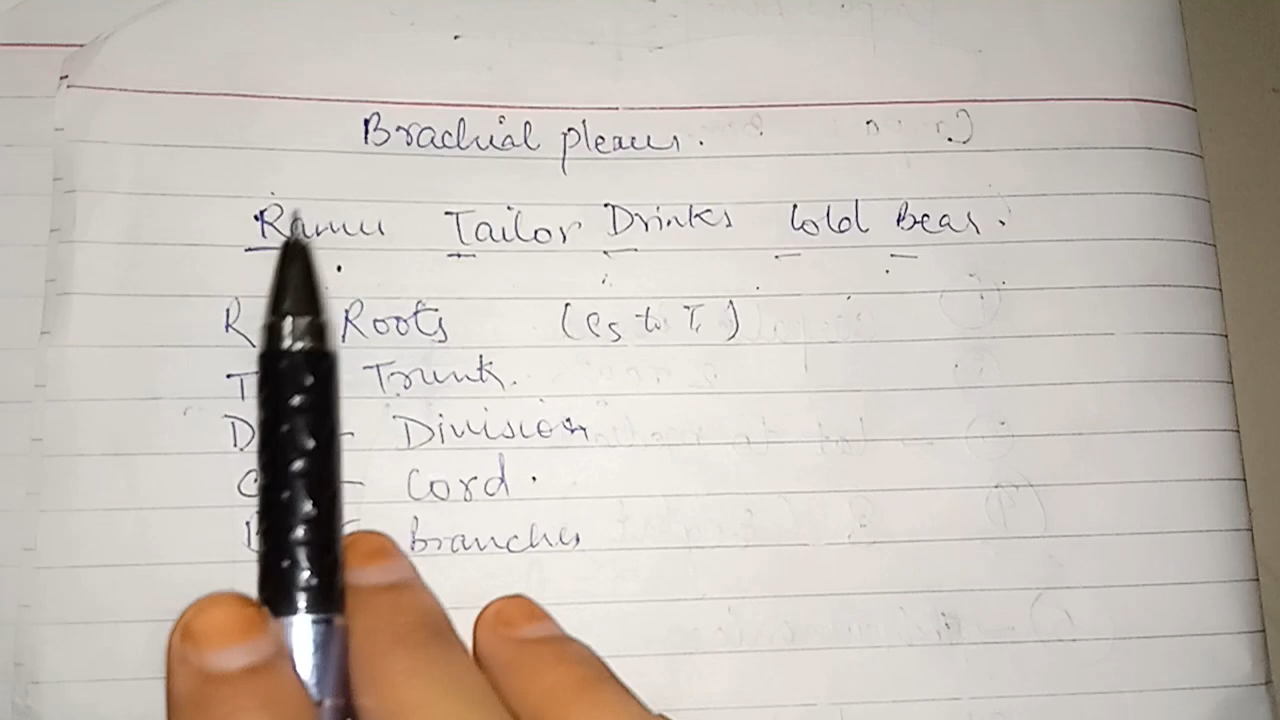 Brachial plexus.
Ramu Tailor Drinks Cold Bear.
R Roots (C5 to T1)
T Trunk.
D - Division
C - Cord.
B - branches